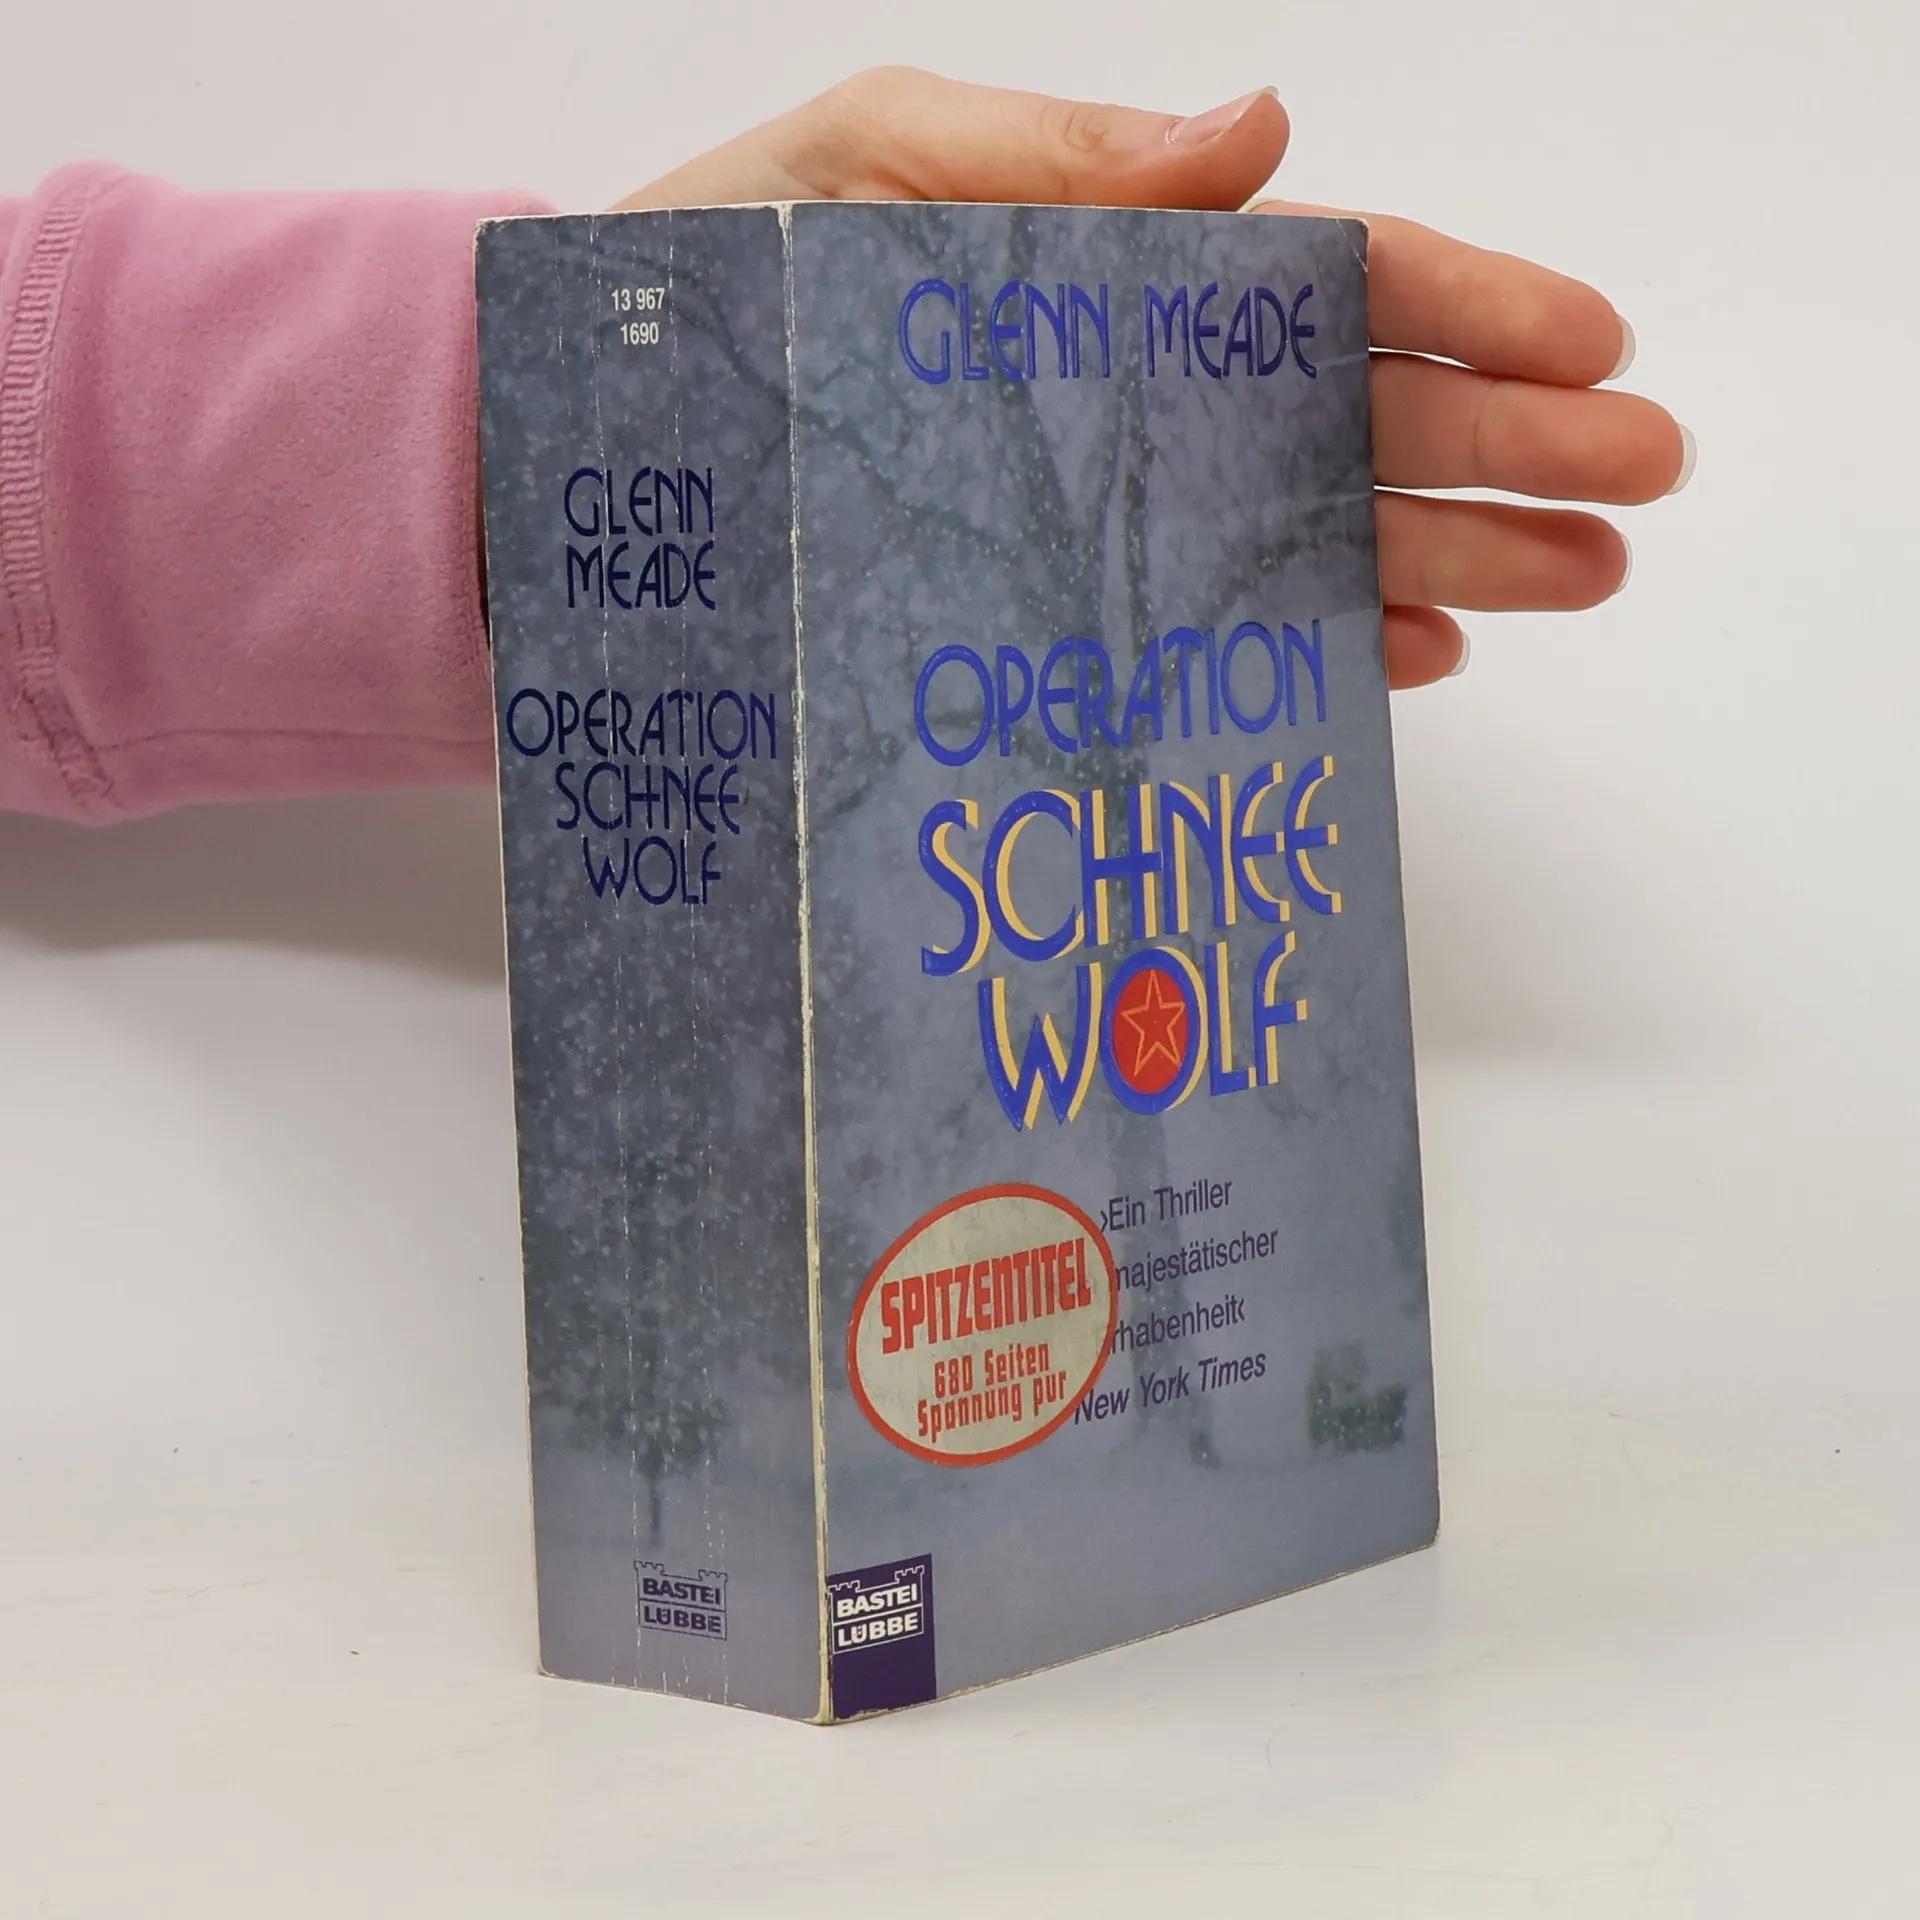 13 967
1690
GLENN
MEADE
OPERATION
SCHNEE
WOLF
BASTEI
LÜBBE
GLENN MEADE
OPERATION
SCHNEE
WOLF
›Ein Thriller
majestätischer
rhabenheit‹
New York Times
SPITZENTITEL
680 Seiten
Spannung pur
BASTEI
LÜBBE